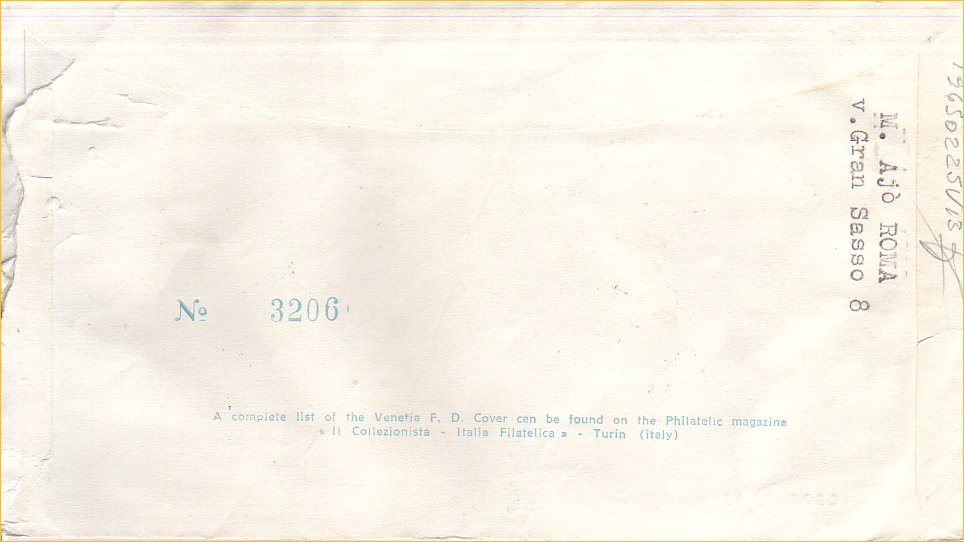 M. Ajò ROMA
v.Gran Sasso 8
Nº 3206
A complete list of the Venetia F. D. Cover can be found on the Philatelic magazine
« Il Collezionista - Italia Filatelica » - Turin (italy)